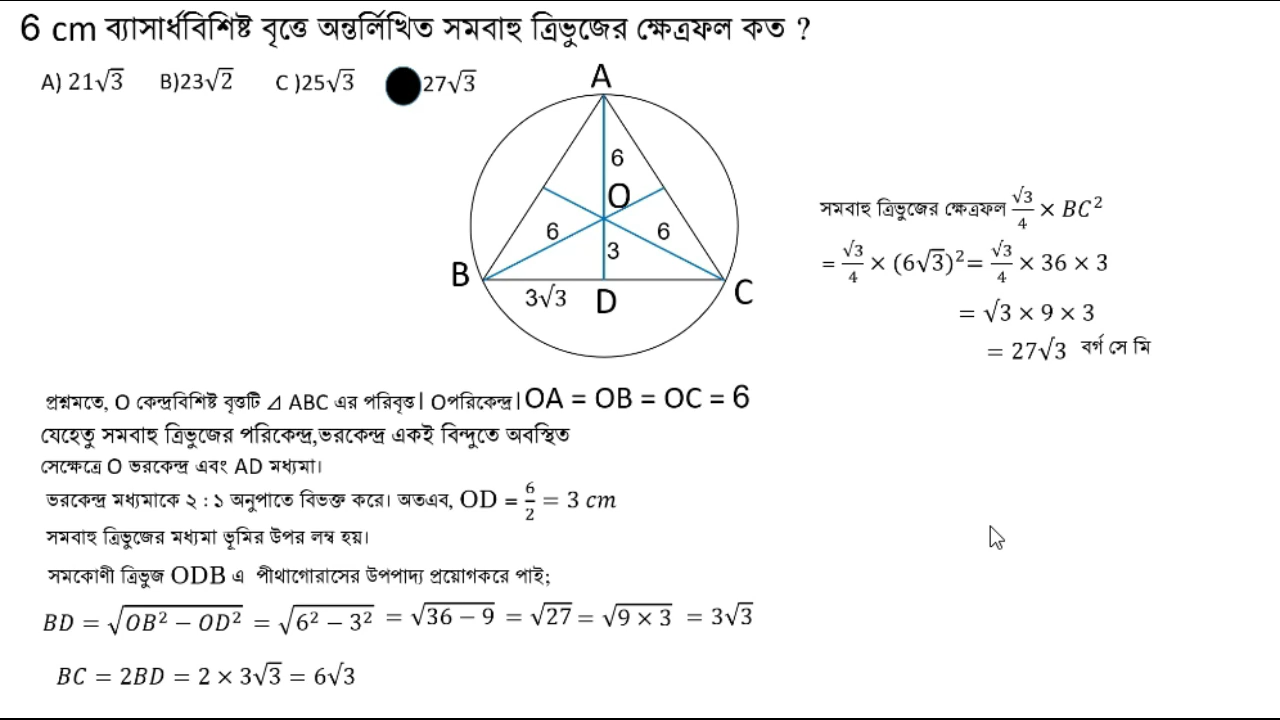 6 cm ব্যাসার্ধবিশিষ্ট বৃত্তে অন্তর্লিখিত সমবাহু ত্রিভুজের ক্ষেত্রফল কত ?
A) 21√3 B)23√2 C )25√3 27√3
A
6
O
6 6
3
B
3√3 D C
সমবাহু ত্রিভুজের ক্ষেত্রফল √3/4 × BC²
= √3/4 × (6√3)² = √3/4 × 36 × 3
= √3 × 9 × 3
= 27√3 বর্গ সে মি
প্রশ্নমতে, O কেন্দ্রবিশিষ্ট বৃত্তটি ⊿ ABC এর পরিবৃত্ত| Oপরিকেন্দ্র| OA = OB = OC = 6
যেহেতু সমবাহু ত্রিভুজের পরিকেন্দ্র,ভরকেন্দ্র একই বিন্দুতে অবস্থিত
সেক্ষেত্রে O ভরকেন্দ্র এবং AD মধ্যমা।
ভরকেন্দ্র মধ্যমাকে ২ : ১ অনুপাতে বিভক্ত করে। অতএব, OD = 6/2 = 3 cm
সমবাহু ত্রিভুজের মধ্যমা ভূমির উপর লম্ব হয়।
সমকোণী ত্রিভুজ ODB এ পীথাগোরাসের উপপাদ্য প্রয়োগকরে পাই;
BD = √(OB² − OD²) = √(6² − 3²) = √(36 − 9) = √27 = √(9 × 3) = 3√3
BC = 2BD = 2 × 3√3 = 6√3